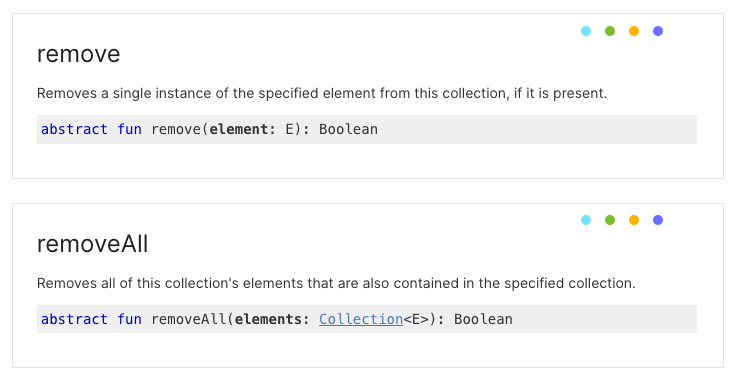 remove
Removes a single instance of the specified element from this collection, if it is present.
abstract fun remove(element: E): Boolean
removeAll
Removes all of this collection's elements that are also contained in the specified collection.
abstract fun removeAll(elements: Collection<E>): Boolean